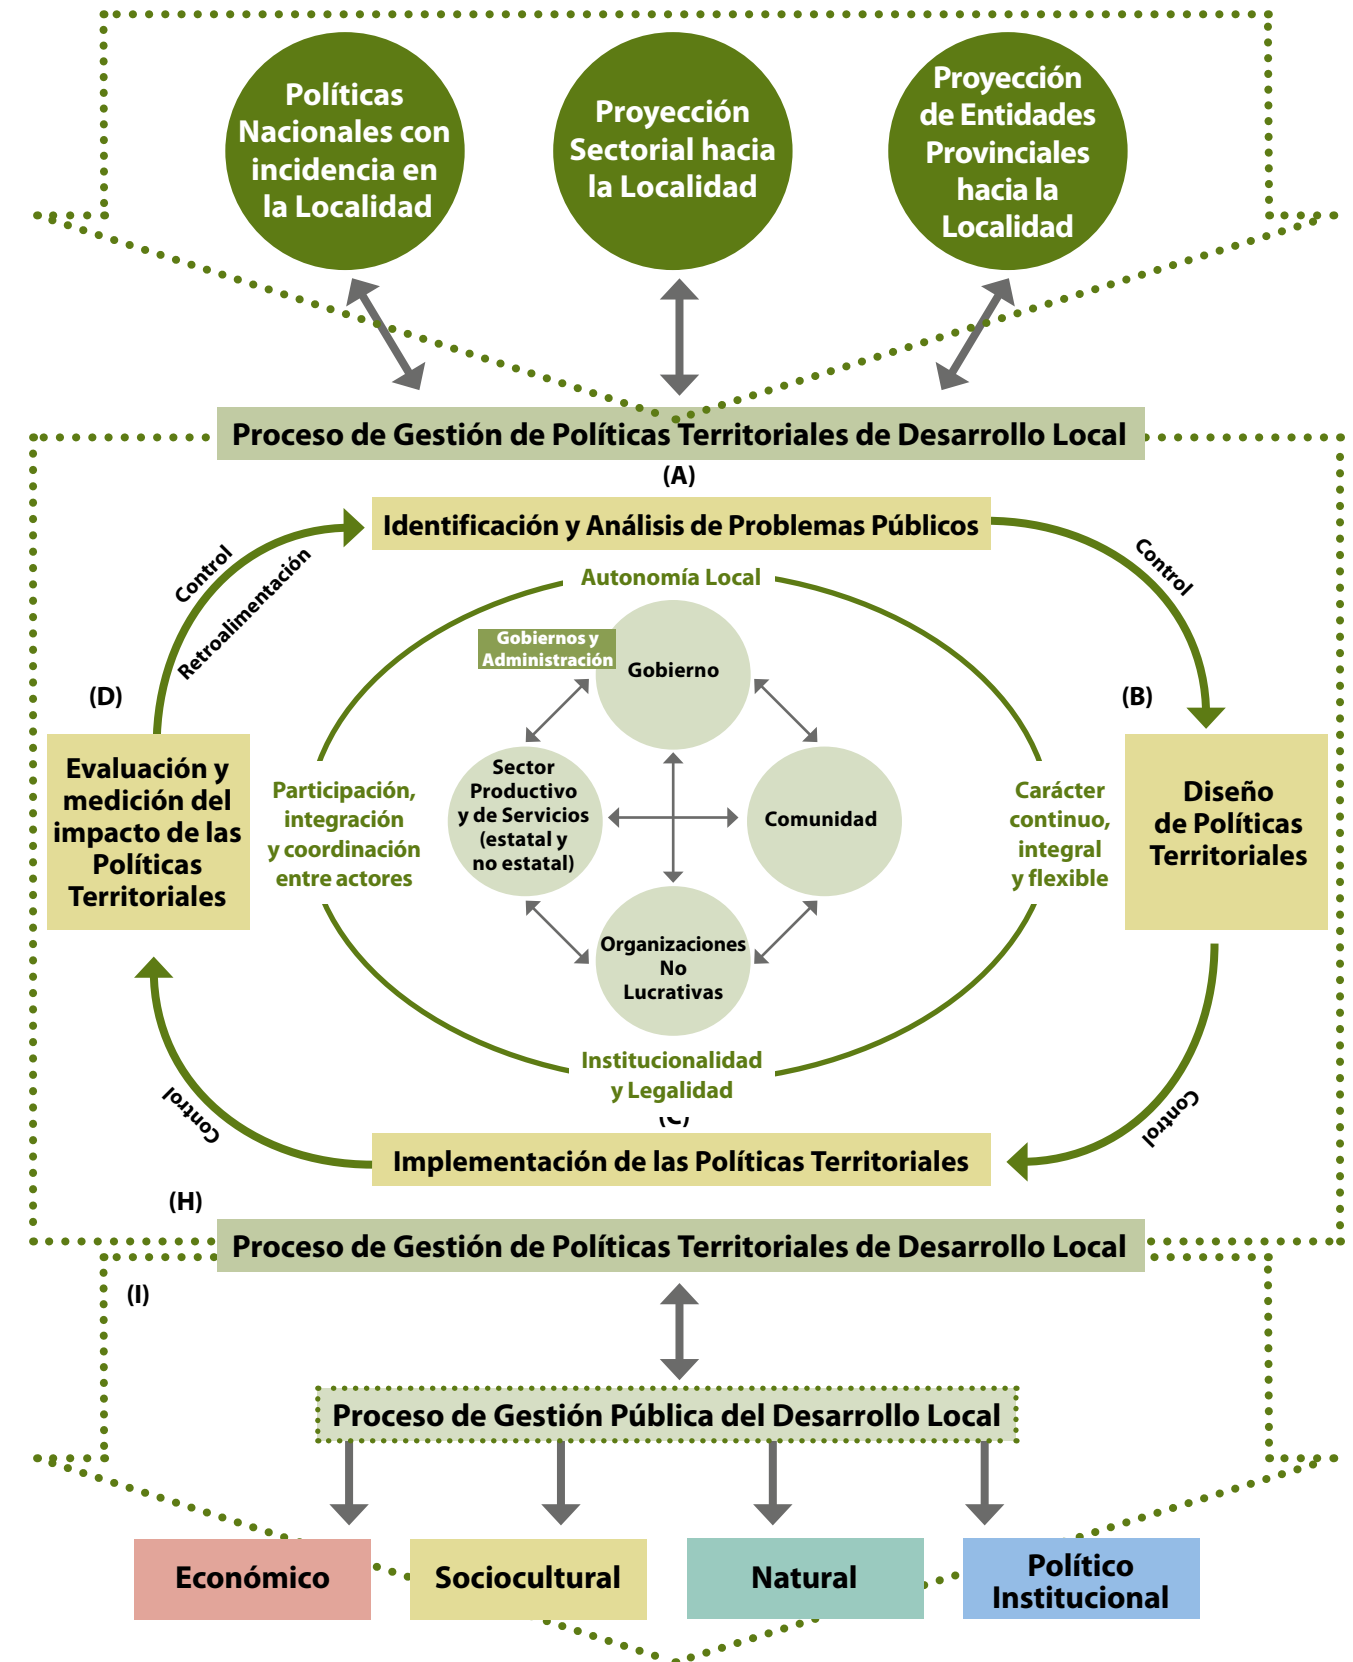 Políticas
Nacionales con
incidencia en
la Localidad
Proyección
Sectorial hacia
la Localidad
Proyección
de Entidades
Provinciales
hacia la
Localidad
Proceso de Gestión de Políticas Territoriales de Desarrollo Local
(A)
Identificación y Análisis de Problemas Públicos
Control
Retroalimentación
Control
Autonomía Local
Gobiernos y
Administración
Gobierno
(D)
(B)
Evaluación y
medición del
impacto de las
Políticas
Territoriales
Participación,
integración
y coordinación
entre actores
Sector
Productivo
y de Servicios
(estatal y
no estatal)
Comunidad
Carácter
continuo,
integral
y flexible
Diseño
de Políticas
Territoriales
Organizaciones
No
Lucrativas
Institucionalidad
y Legalidad
Control
Control
(C)
Implementación de las Políticas Territoriales
(H)
Proceso de Gestión de Políticas Territoriales de Desarrollo Local
(I)
Proceso de Gestión Pública del Desarrollo Local
Económico
Sociocultural
Natural
Político
Institucional